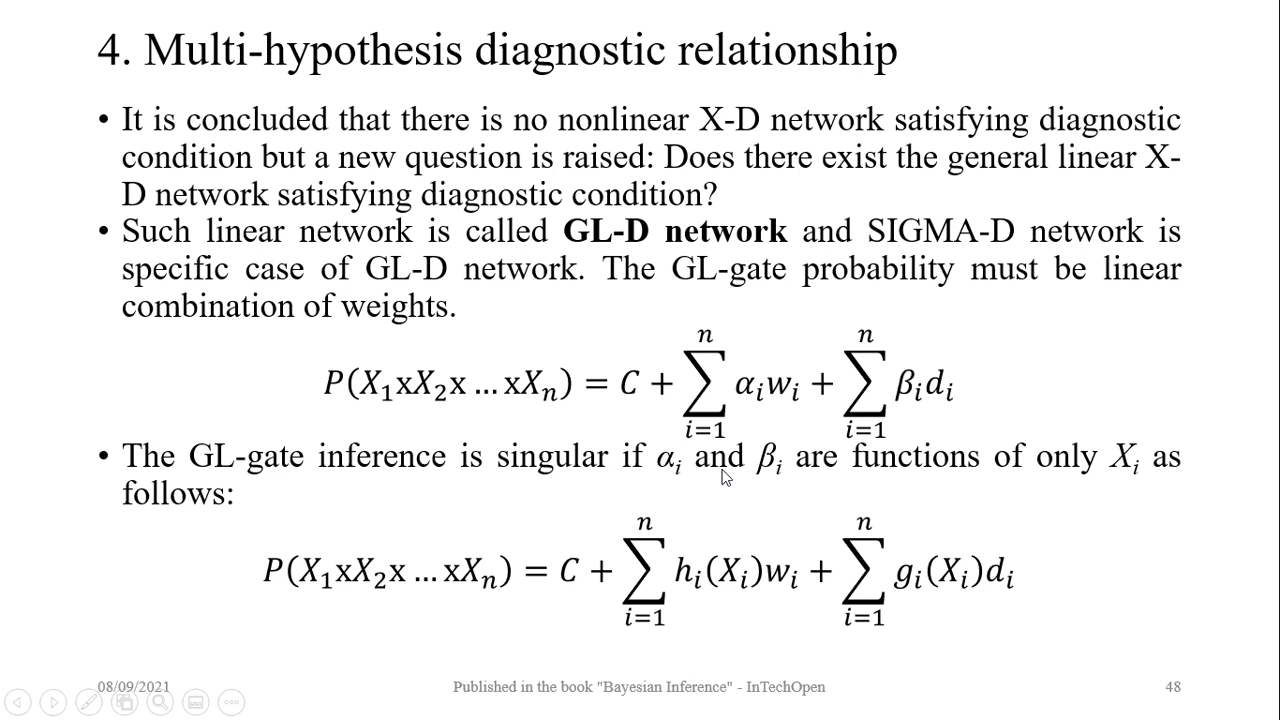 4. Multi-hypothesis diagnostic relationship
• It is concluded that there is no nonlinear X-D network satisfying diagnostic
condition but a new question is raised: Does there exist the general linear X-
D network satisfying diagnostic condition?
• Such linear network is called GL-D network and SIGMA-D network is
specific case of GL-D network. The GL-gate probability must be linear
combination of weights.
P(X₁xX₂x … xXₙ) = C + ∑ⁿᵢ₌₁ αᵢwᵢ + ∑ⁿᵢ₌₁ βᵢdᵢ
• The GL-gate inference is singular if αᵢ and βᵢ are functions of only Xᵢ as
follows:
P(X₁xX₂x … xXₙ) = C + ∑ⁿᵢ₌₁ hᵢ(Xᵢ)wᵢ + ∑ⁿᵢ₌₁ gᵢ(Xᵢ)dᵢ
08/09/2021 Published in the book "Bayesian Inference" - InTechOpen 48